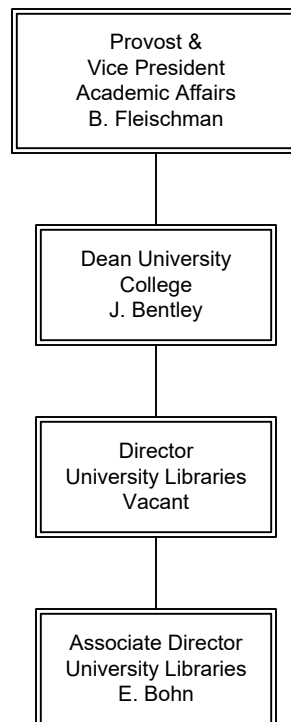 Provost &
Vice President
Academic Affairs
B. Fleischman
Dean University
College
J. Bentley
Director
University Libraries
Vacant
Associate Director
University Libraries
E. Bohn